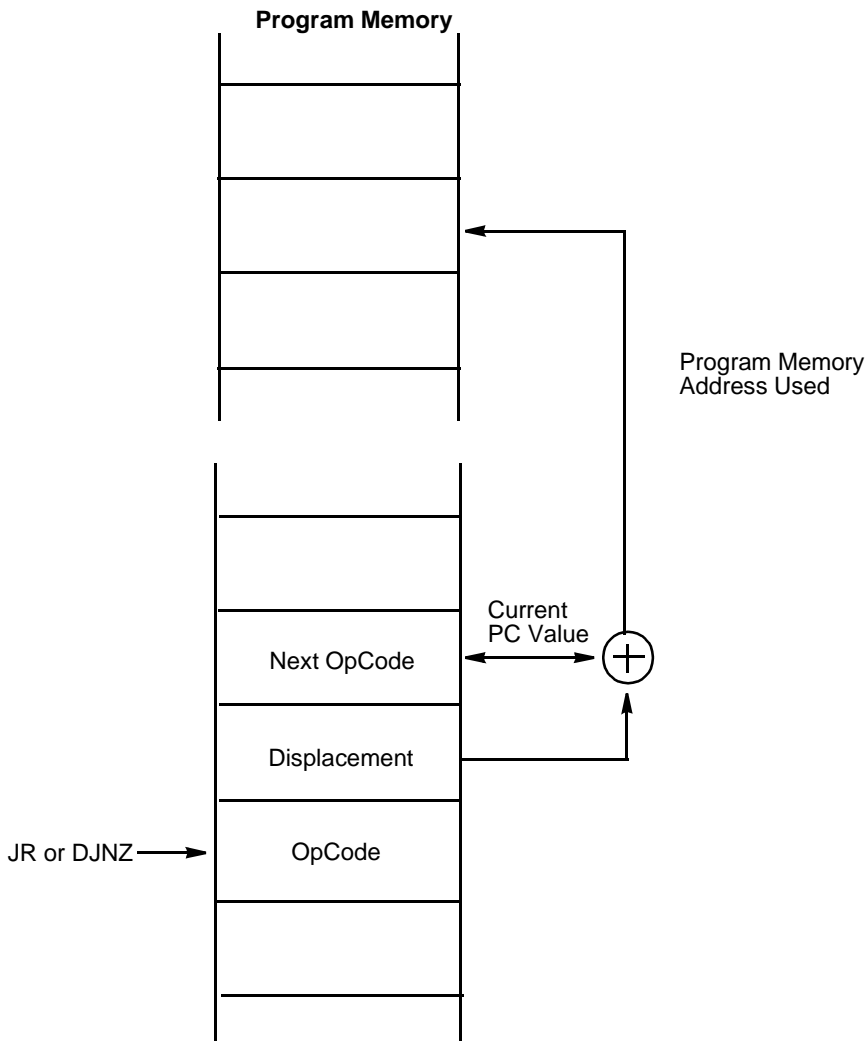 Program Memory
Program Memory
Address Used
Current
PC Value
Next OpCode
Displacement
JR or DJNZ
OpCode